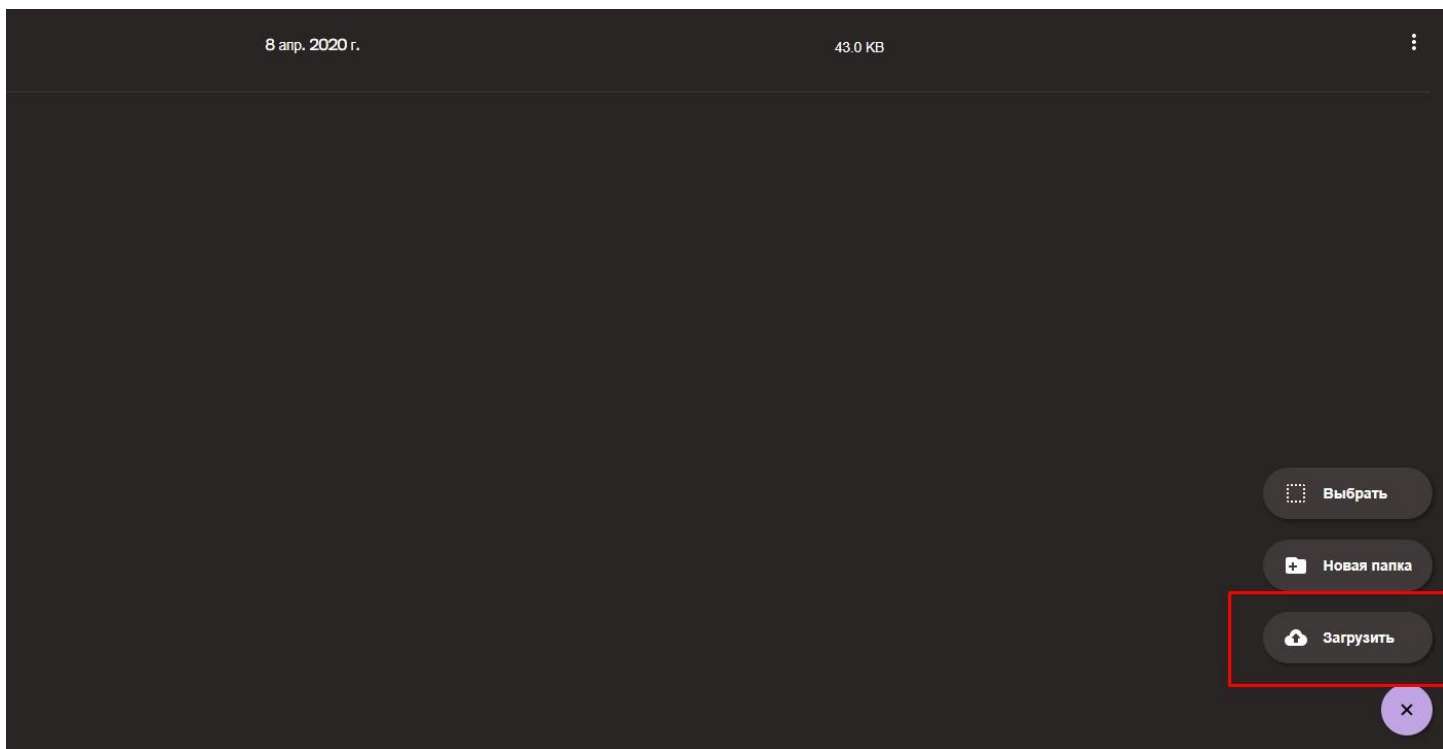 8 апр. 2020 г.
43.0 KB
Выбрать
Новая папка
Загрузить